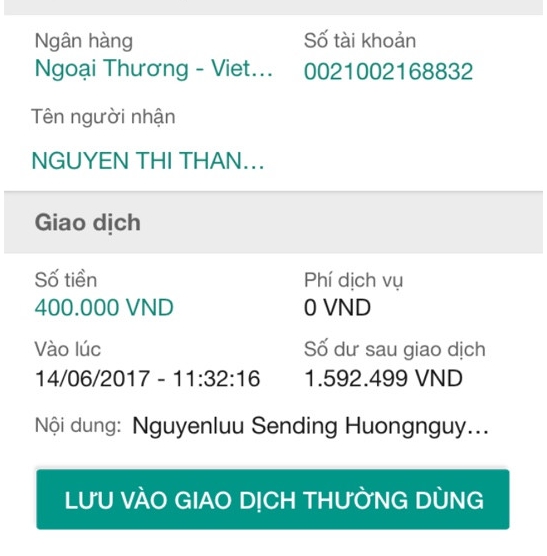 Ngân hàng
Số tài khoản
Ngoại Thương - Viet...
0021002168832
Tên người nhận
NGUYEN THI THAN...
Giao dịch
Số tiền
Phí dịch vụ
400.000 VND
0 VND
Vào lúc
Số dư sau giao dịch
14/06/2017 - 11:32:16
1.592.499 VND
Nội dung: Nguyenluu Sending Huongnguy...
LƯU VÀO GIAO DỊCH THƯỜNG DÙNG